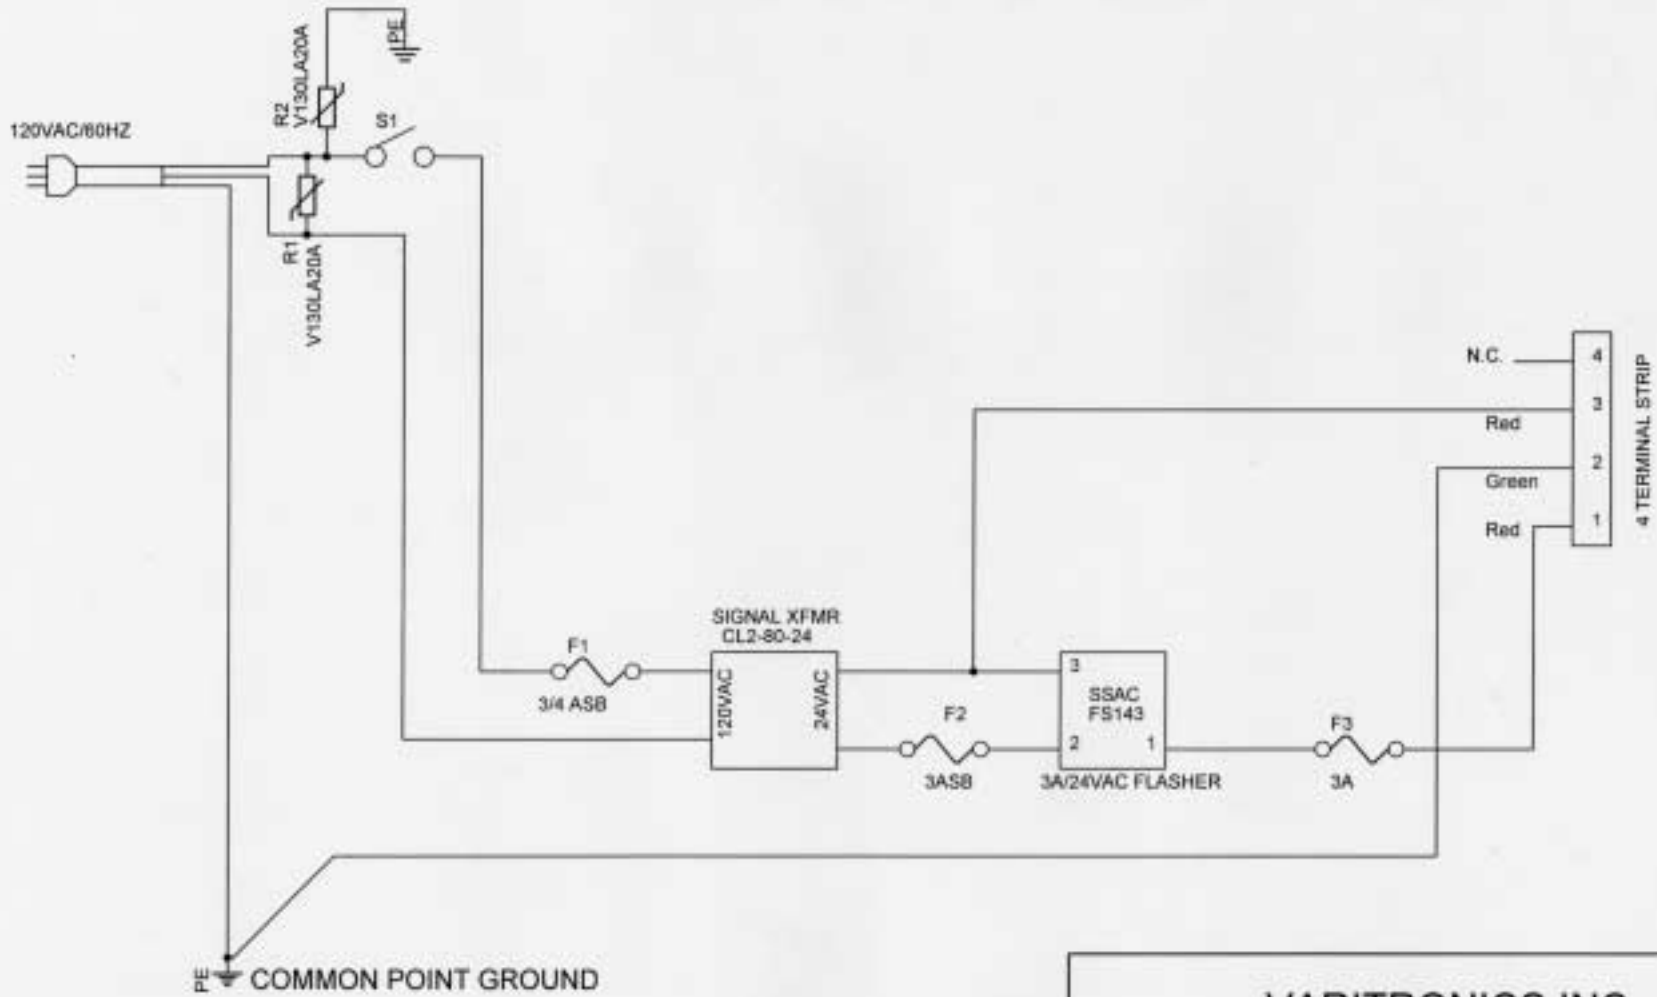 PE
R2
V130LA20A
120VAC/60HZ
S1
R1
V130LA20A
N.C.
4
3
Red
2
Green
1
Red
4 TERMINAL STRIP
SIGNAL XFMR
CL2-80-24
F1
3/4 ASB
120VAC
24VAC
F2
3ASB
3
SSAC
FS143
2
1
3A/24VAC FLASHER
F3
3A
PE
COMMON POINT GROUND
VARITRONICS INC